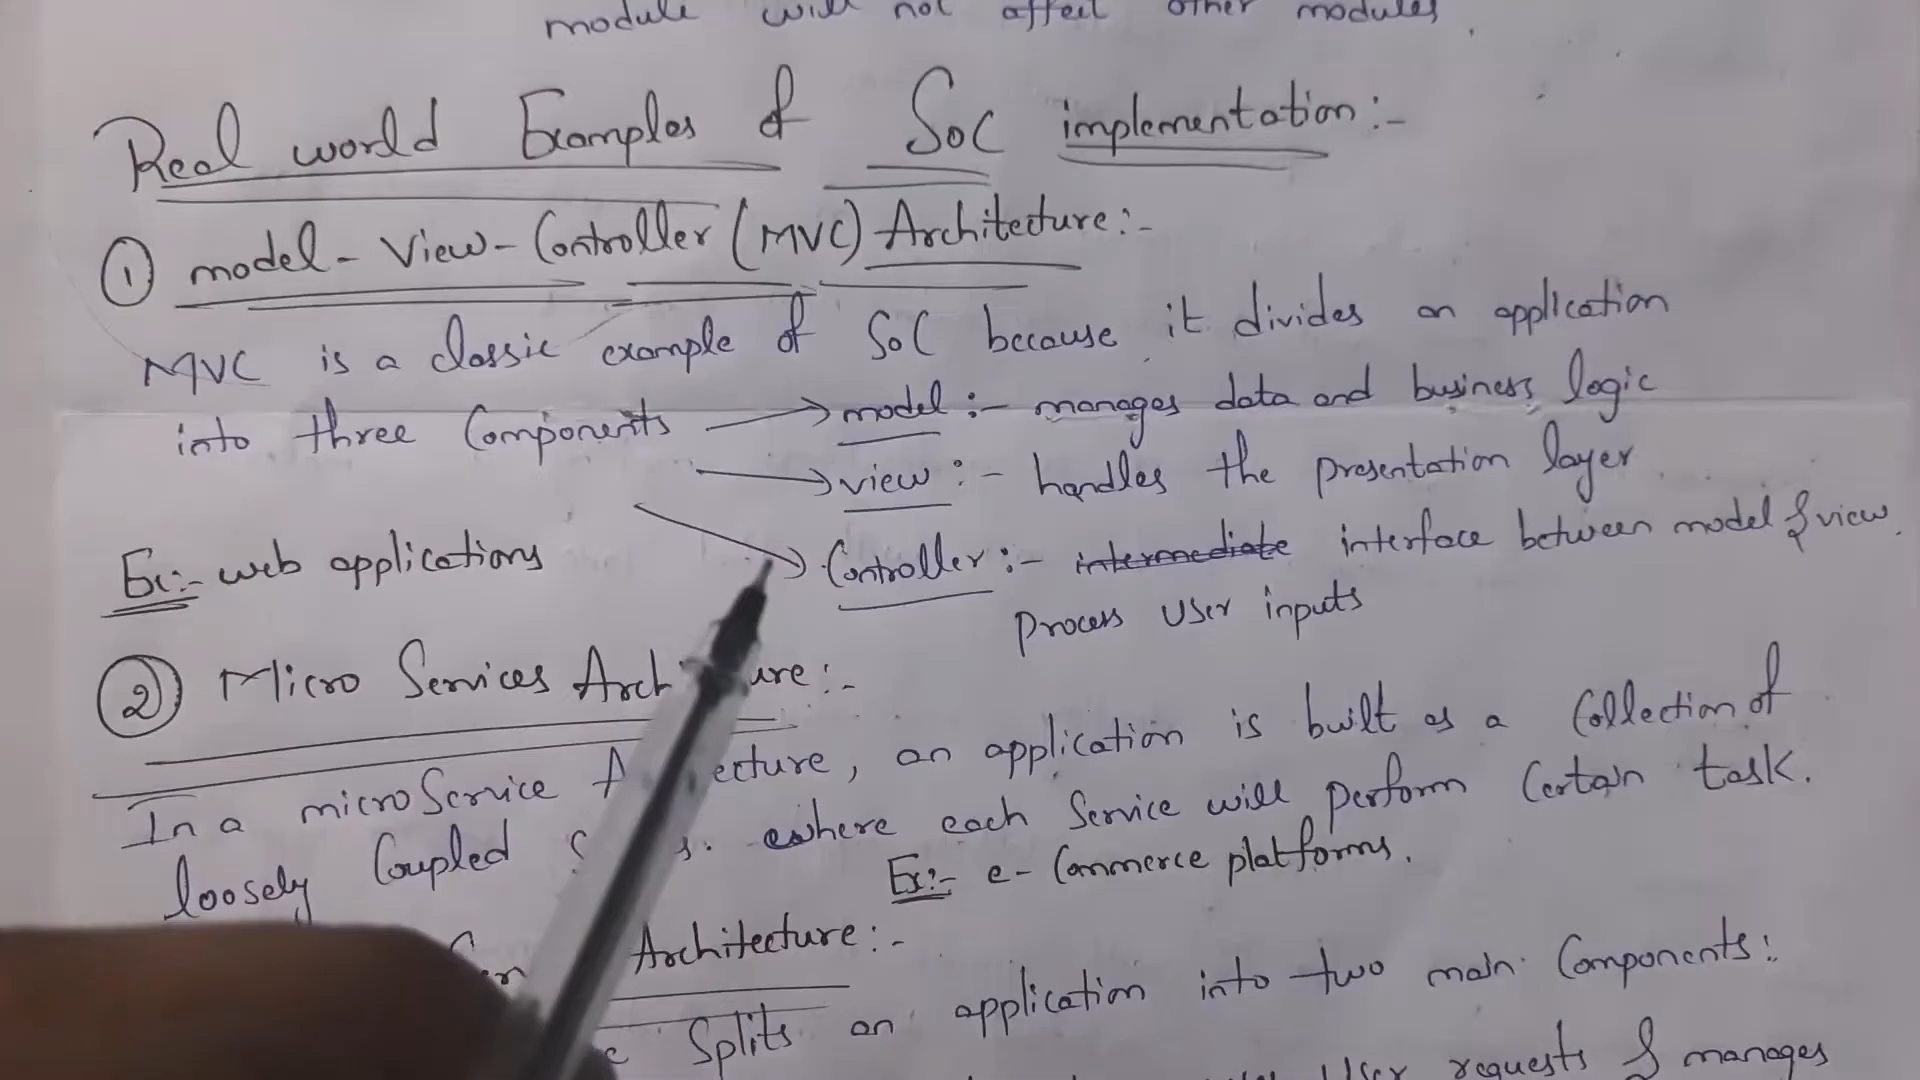 module will not affect other modules.
Real world Examples of SoC implementation:-
① model - View - Controller (MVC) Architecture:-
MVC is a classic example of SoC because it divides an application
into three Components → model :- manages data and business logic
→ view :- handles the presentation layer
→ Controller :- intermediate interface between model & view.
Process User inputs
Ex:- web applications
② Micro Services Arch ure:-
In a microService A ecture, an application is built as a Collection of
loosely Coupled s. where each Service will perform Certain task.
Ex:- e-Commerce platforms.
Architecture:-
Splits an application into two main Components:
User requests & manages